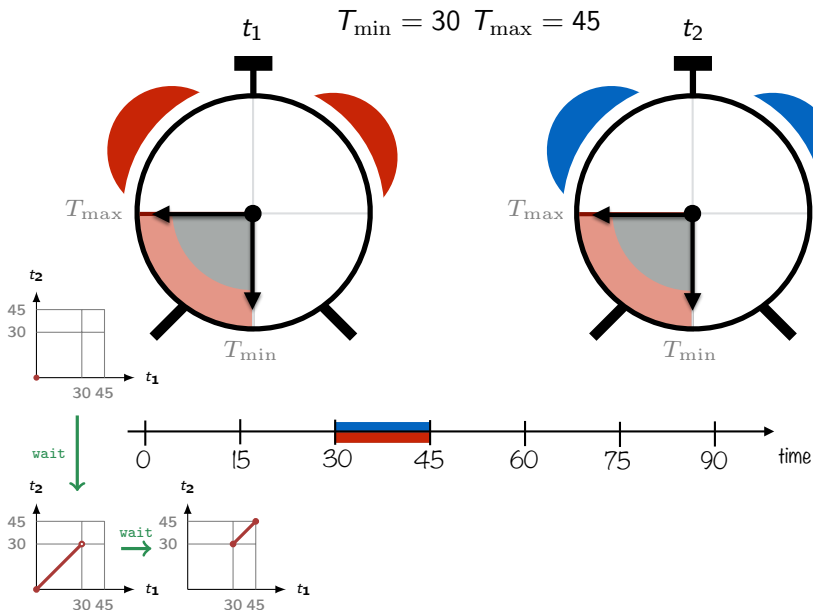 T_min = 30 T_max = 45
t_1
t_2
T_max
T_max
T_min
T_min
t_2
45
30
30 45
t_1
wait
0 15 30 45 60 75 90 time
t_2
45
30
30 45
t_1
wait
t_2
45
30
30 45
t_1